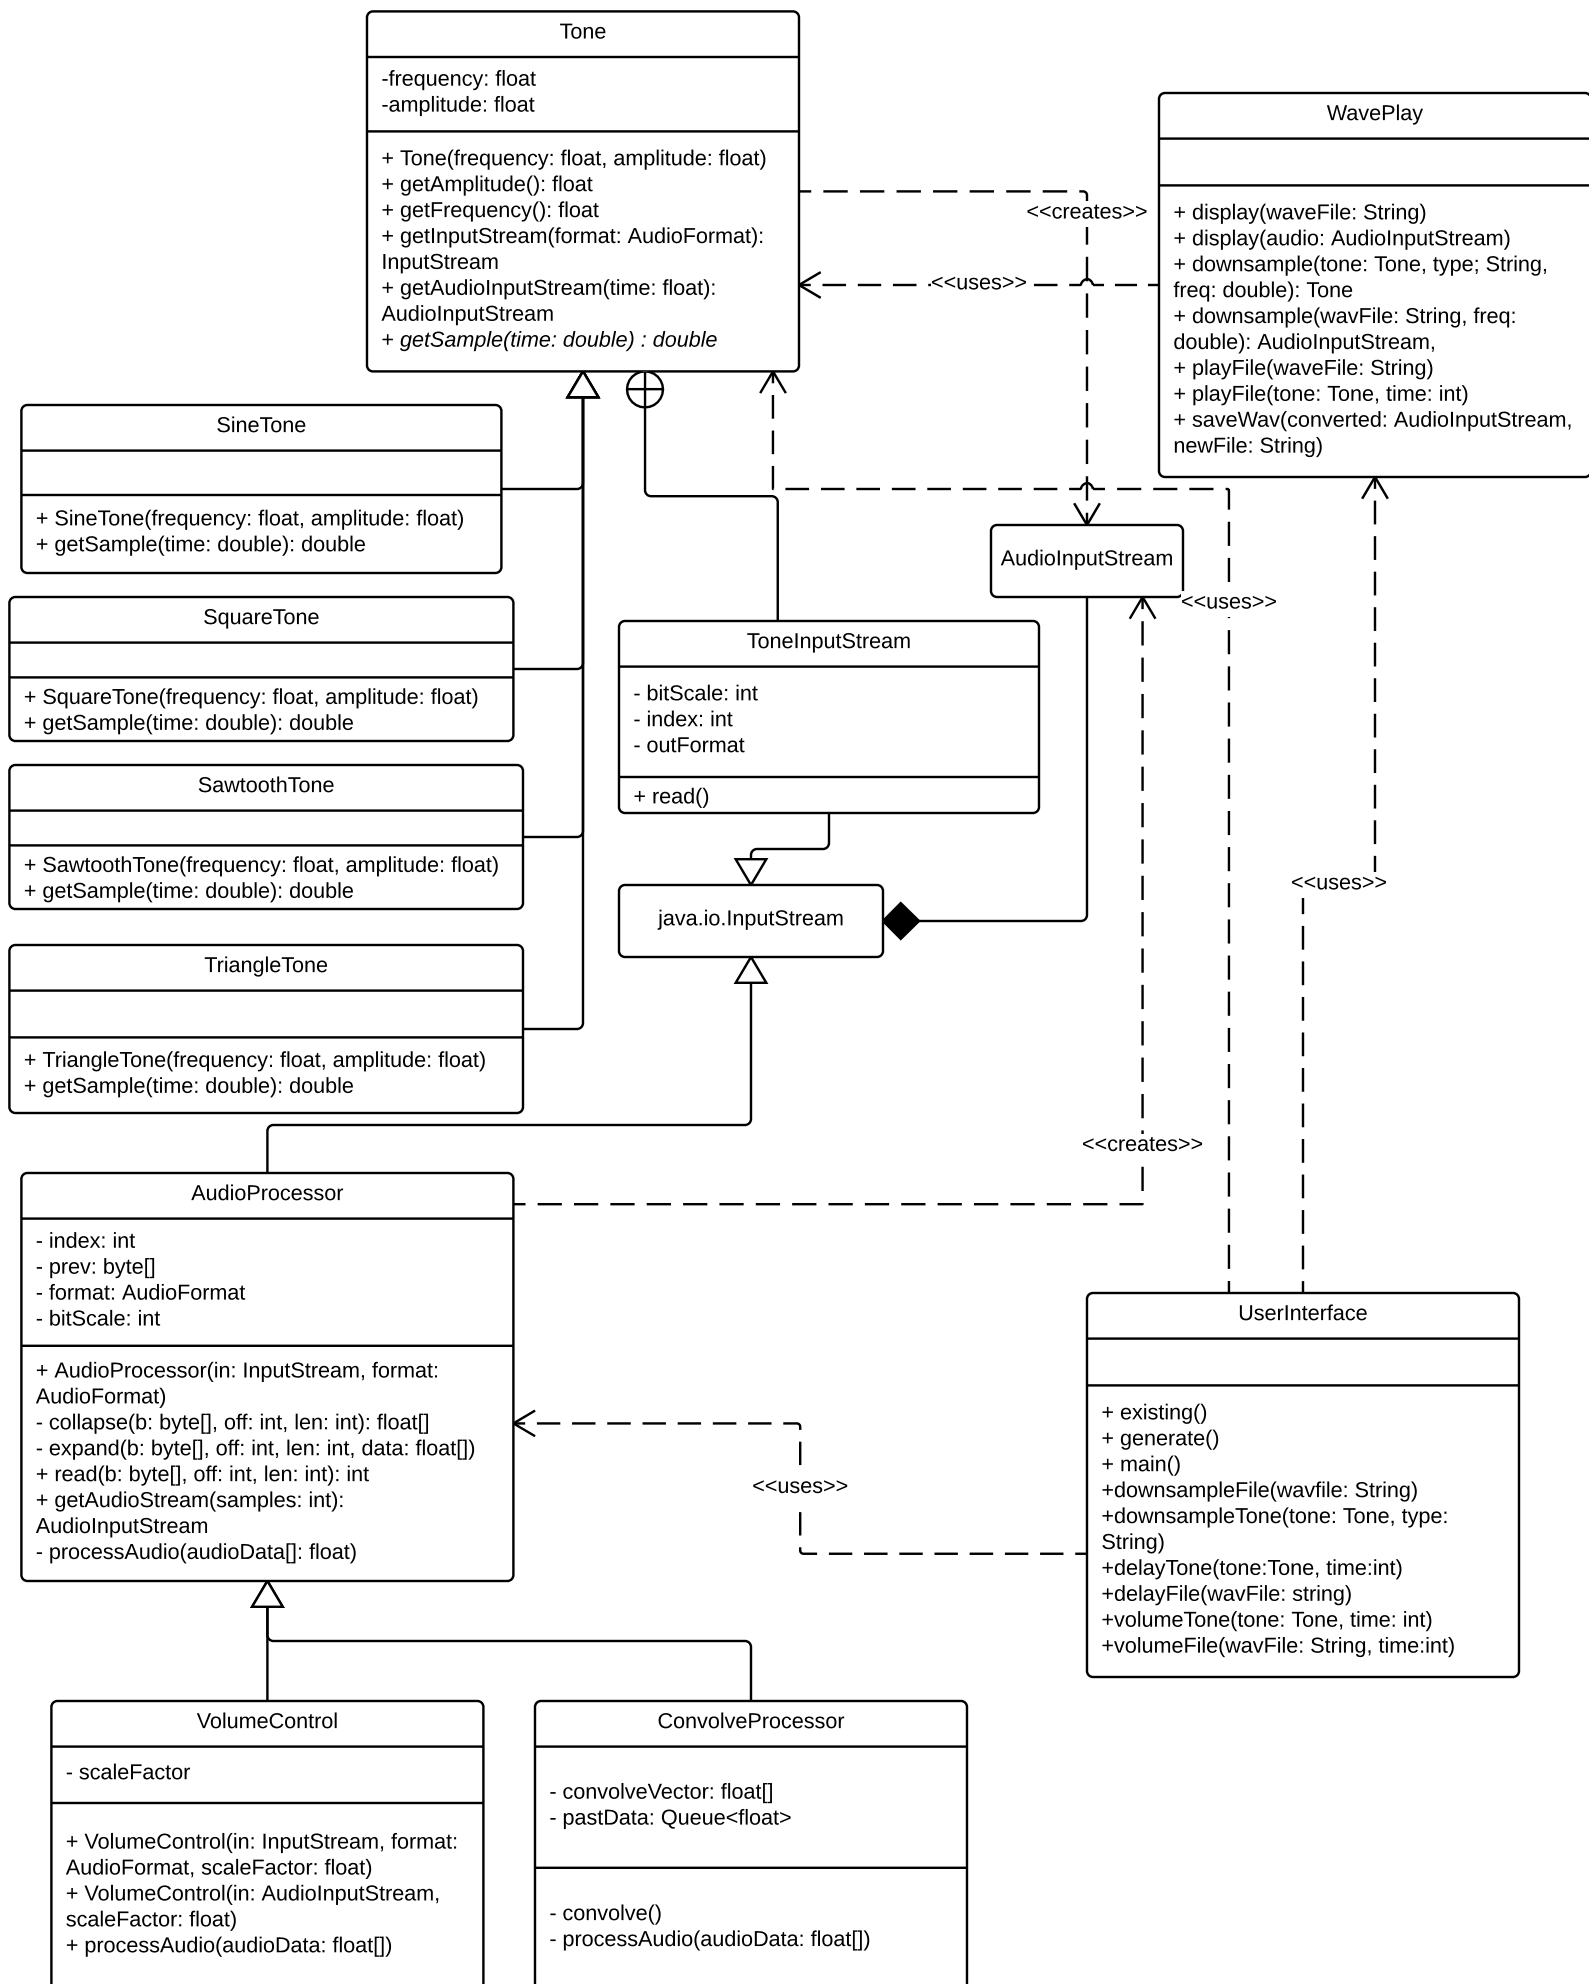 Tone
-frequency: float
-amplitude: float
+ Tone(frequency: float, amplitude: float)
+ getAmplitude(): float
+ getFrequency(): float
+ getInputStream(format: AudioFormat):
InputStream
+ getAudioInputStream(time: float):
AudioInputStream
+ getSample(time: double) : double
WavePlay
+ display(waveFile: String)
+ display(audio: AudioInputStream)
+ downsample(tone: Tone, type; String,
freq: double): Tone
+ downsample(wavFile: String, freq:
double): AudioInputStream,
+ playFile(waveFile: String)
+ playFile(tone: Tone, time: int)
+ saveWav(converted: AudioInputStream,
newFile: String)
<<creates>>
<<uses>>
SineTone
+ SineTone(frequency: float, amplitude: float)
+ getSample(time: double): double
AudioInputStream
<<uses>>
SquareTone
+ SquareTone(frequency: float, amplitude: float)
+ getSample(time: double): double
ToneInputStream
- bitScale: int
- index: int
- outFormat
+ read()
SawtoothTone
+ SawtoothTone(frequency: float, amplitude: float)
+ getSample(time: double): double
<<uses>>
java.io.InputStream
TriangleTone
+ TriangleTone(frequency: float, amplitude: float)
+ getSample(time: double): double
<<creates>>
AudioProcessor
- index: int
- prev: byte[]
- format: AudioFormat
- bitScale: int
+ AudioProcessor(in: InputStream, format:
AudioFormat)
- collapse(b: byte[], off: int, len: int): float[]
- expand(b: byte[], off: int, len: int, data: float[])
+ read(b: byte[], off: int, len: int): int
+ getAudioStream(samples: int):
AudioInputStream
- processAudio(audioData[]: float)
<<uses>>
UserInterface
+ existing()
+ generate()
+ main()
+downsampleFile(wavfile: String)
+downsampleTone(tone: Tone, type:
String)
+delayTone(tone:Tone, time:int)
+delayFile(wavFile: string)
+volumeTone(tone: Tone, time: int)
+volumeFile(wavFile: String, time:int)
VolumeControl
- scaleFactor
+ VolumeControl(in: InputStream, format:
AudioFormat, scaleFactor: float)
+ VolumeControl(in: AudioInputStream,
scaleFactor: float)
+ processAudio(audioData: float[])
ConvolveProcessor
- convolveVector: float[]
- pastData: Queue<float>
- convolve()
- processAudio(audioData: float[])